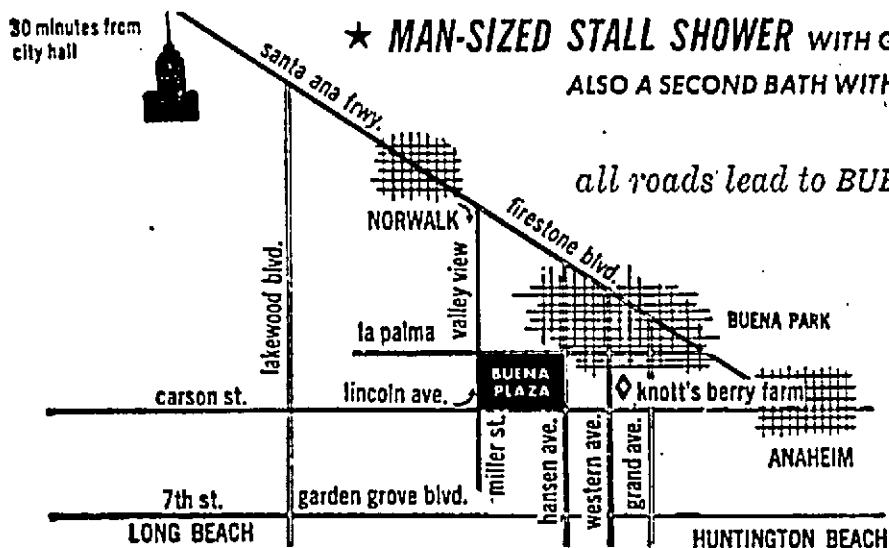 30 minutes from
city hall
★ MAN-SIZED STALL SHOWER WITH
ALSO A SECOND BATH WITH
santa ana frwy.
all roads lead to
NORWALK
firestone blvd.
lakewood blvd.
valley view
BUENA PARK
la palma
BUENA
PLAZA
carson st.
lincoln ave.
knott's berry farm
miller st.
hansen ave.
western ave.
grand ave.
ANAHEIM
7th st.
garden grove blvd.
LONG BEACH
HUNTINGTON BEACH